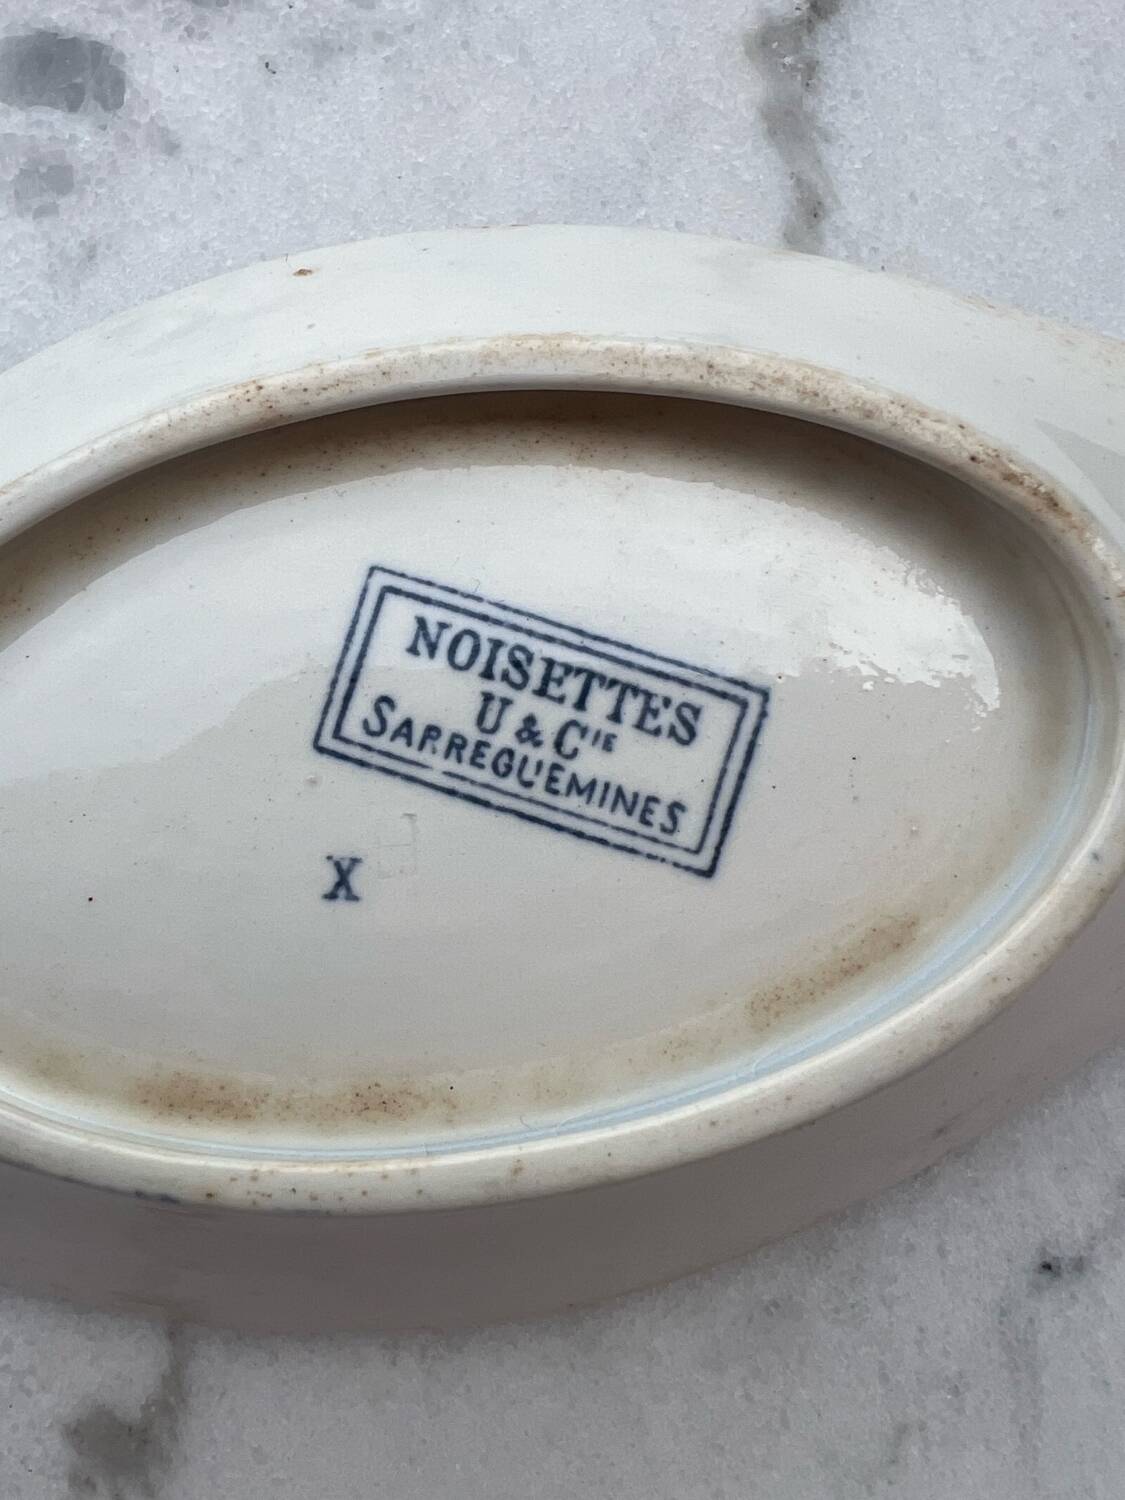 NOISETTES
U & CIE
SARREGUEMINES
X